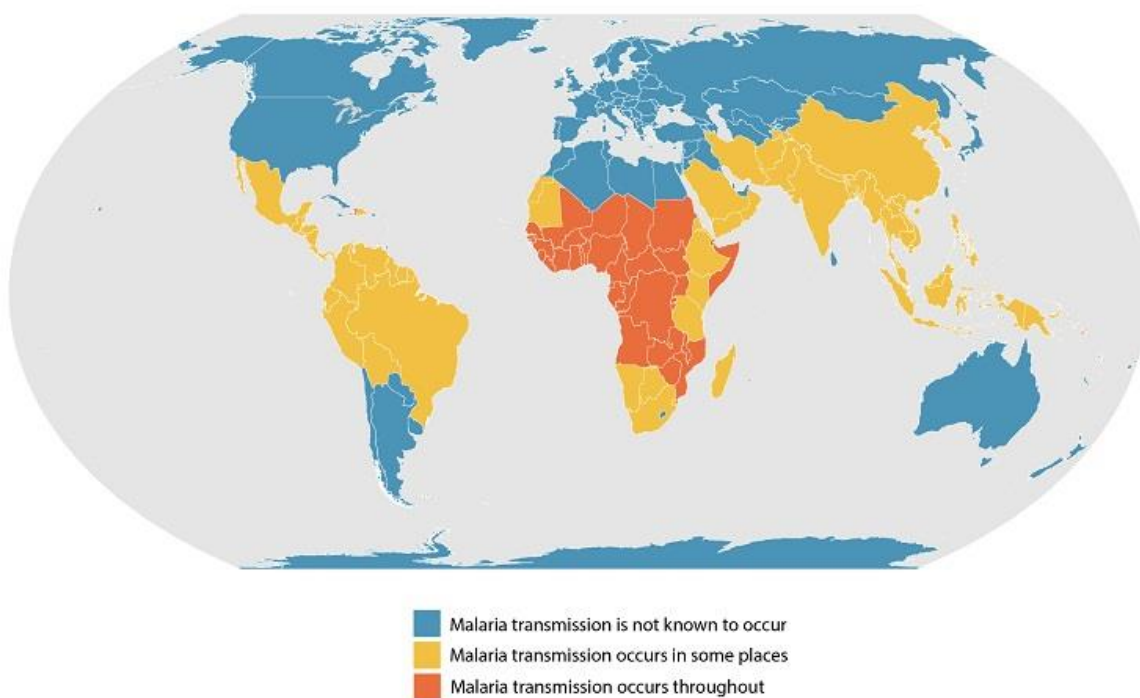 Malaria transmission is not known to occur
Malaria transmission occurs in some places
Malaria transmission occurs throughout